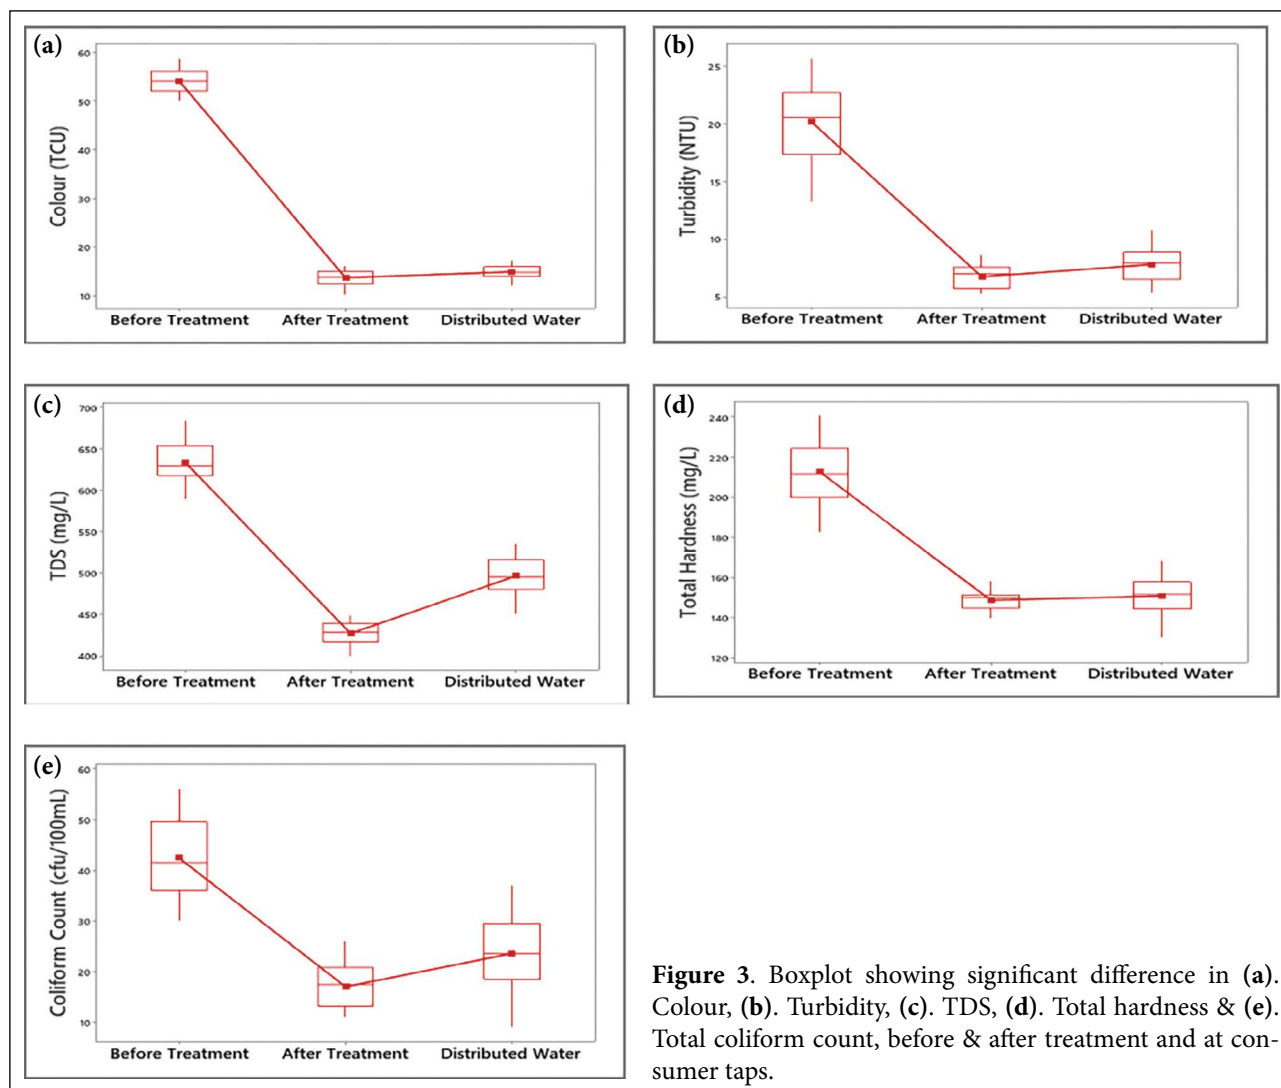 (a)
60
50
40
30
20
10
Colour (TCU)
Before Treatment After Treatment Distributed Water
(b)
25
20
15
10
5
Turbidity (NTU)
Before Treatment After Treatment Distributed Water
(c)
700
650
600
550
500
450
400
TDS (mg/L)
Before Treatment After Treatment Distributed Water
(d)
240
220
200
180
160
140
120
Total Hardness (mg/L)
Before Treatment After Treatment Distributed Water
(e)
60
50
40
30
20
10
Coliform Count (cfu/100mL)
Before Treatment After Treatment Distributed Water
Figure 3. Boxplot showing significant difference in (a).
Colour, (b). Turbidity, (c). TDS, (d). Total hardness & (e).
Total coliform count, before & after treatment and at con-
sumer taps.